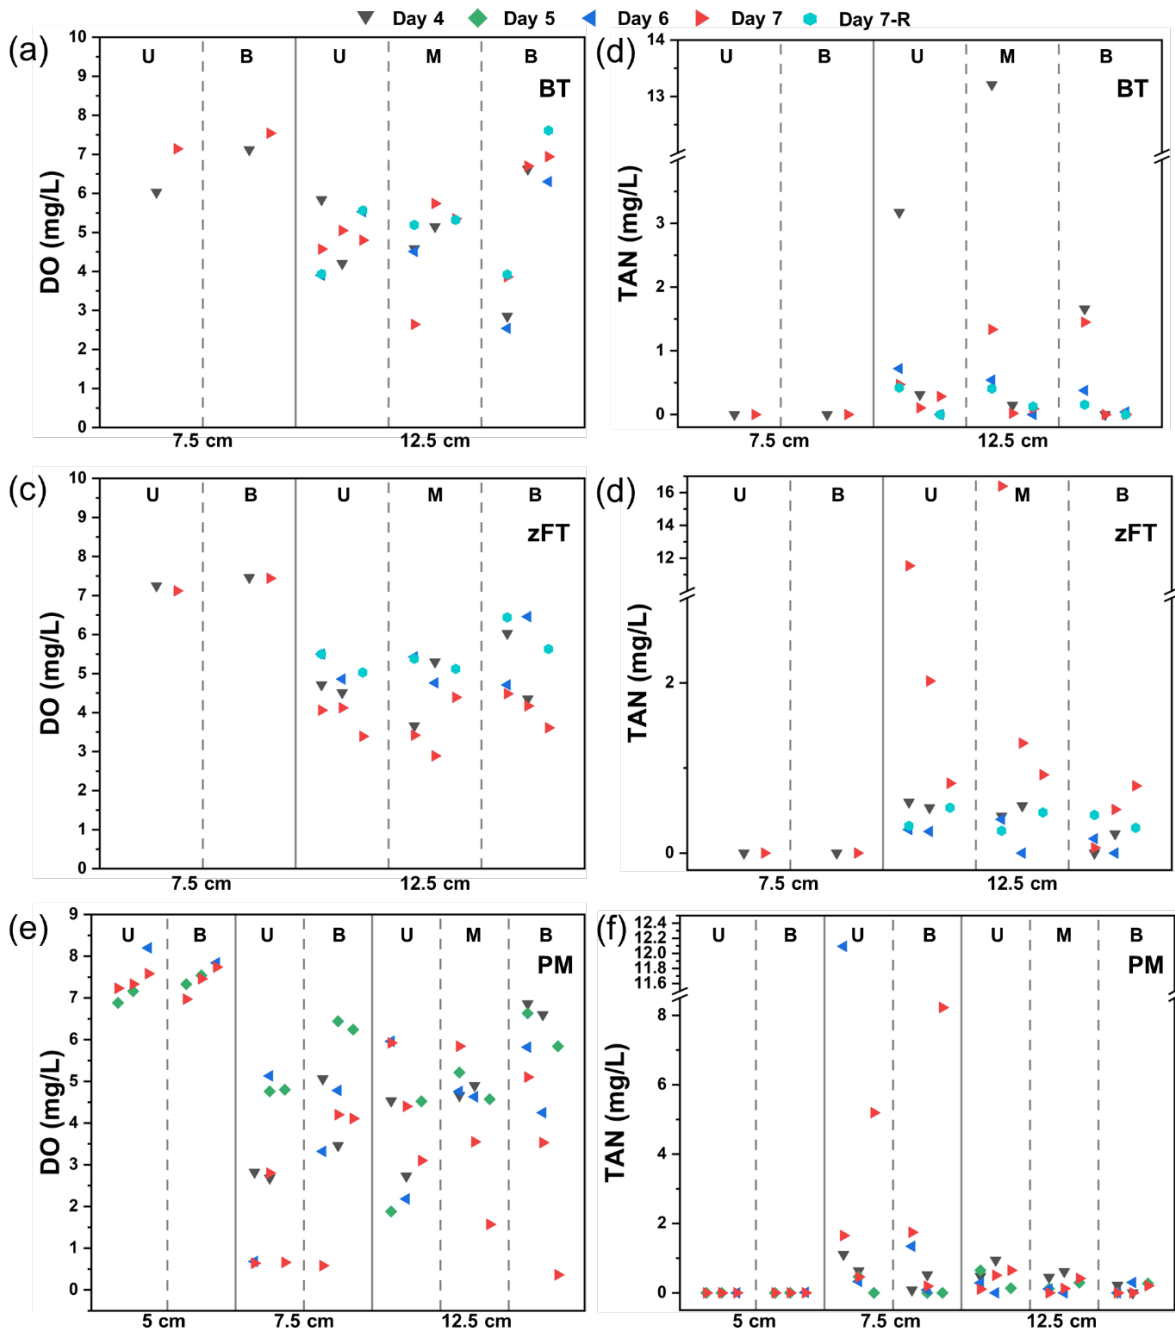 Day 4 Day 5 Day 6 Day 7 Day 7-R
(a) U B U M B
BT
DO (mg/L)
10
9
8
7
6
5
4
3
2
1
0
7.5 cm 12.5 cm
(d) U B U M B
BT
TAN (mg/L)
14
13
3
2
1
0
7.5 cm 12.5 cm
(c) U B U M B
zFT
DO (mg/L)
10
9
8
7
6
5
4
3
2
1
0
7.5 cm 12.5 cm
(d) U B U M B
zFT
TAN (mg/L)
16
16
14
12
2
0
7.5 cm 12.5 cm
(e) U B U B U M B
PM
DO (mg/L)
9
8
7
6
5
4
3
2
1
0
5 cm 7.5 cm 12.5 cm
(f) U B U B U M B
PM
TAN (mg/L)
12.4
12.2
12.0
11.8
11.6
8
6
4
2
0
5 cm 7.5 cm 12.5 cm